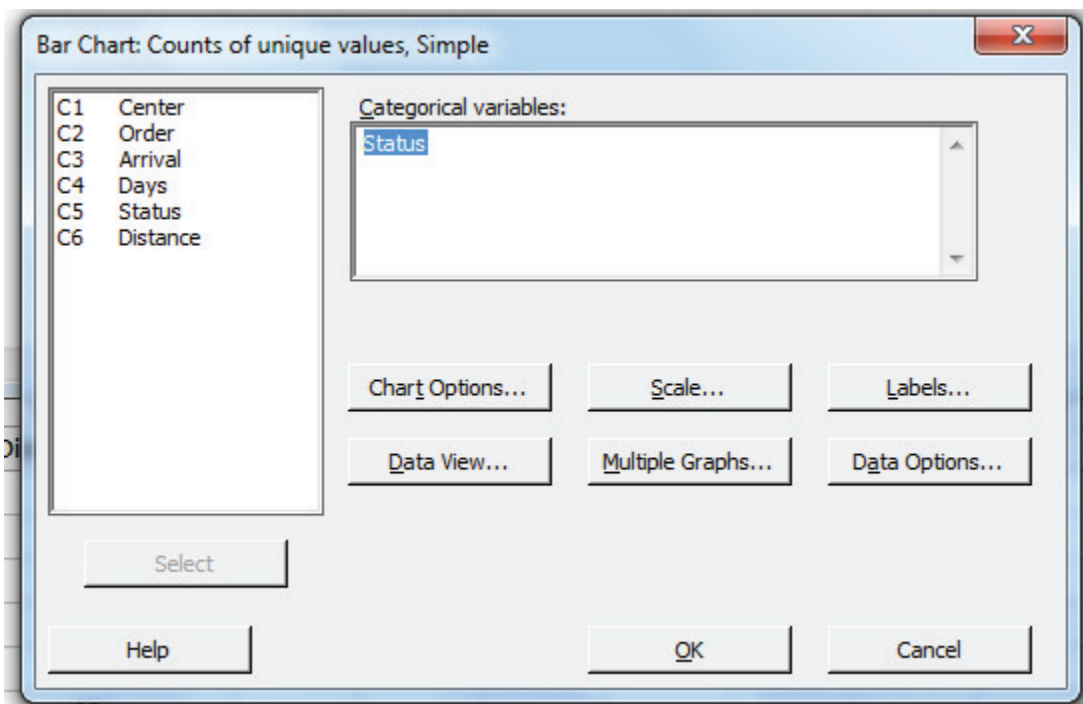 Bar Chart: Counts of unique values, Simple
C1 Center
C2 Order
C3 Arrival
C4 Days
C5 Status
C6 Distance
Categorical variables:
Status
Chart Options...
Scale...
Labels...
Di
Data View...
Multiple Graphs...
Data Options...
Select
Help
OK
Cancel